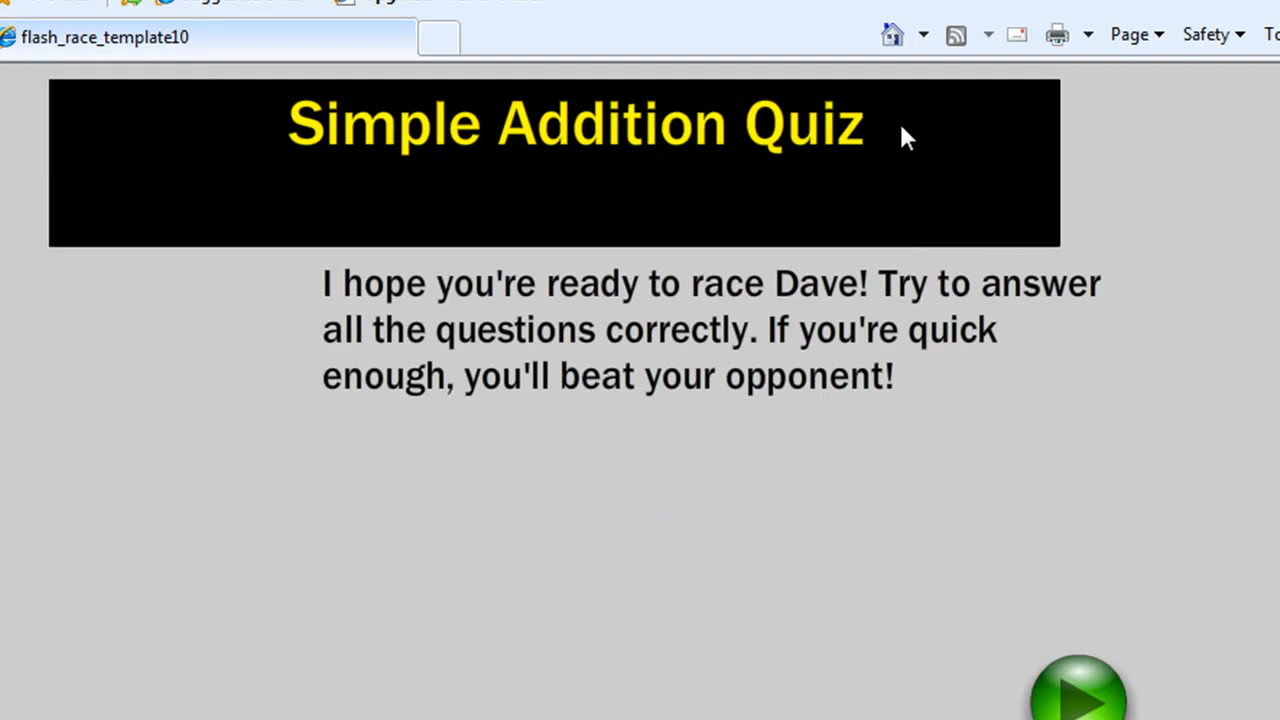 flash_race_template10
Page
Safety
Simple Addition Quiz
I hope you're ready to race Dave! Try to answer
all the questions correctly. If you're quick
enough, you'll beat your opponent!